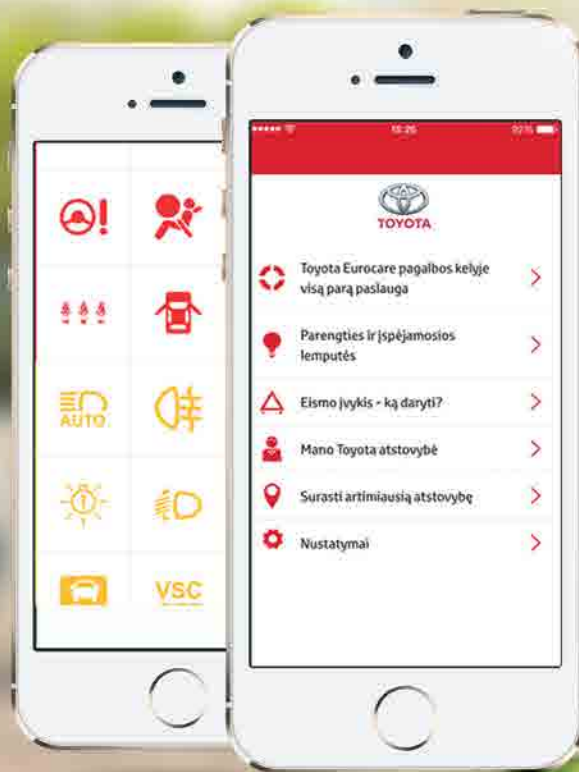 AUTO
VSC
TOYOTA
Toyota Eurocare pagalbos kelyje
visą parą paslauga
Parengties ir įspėjamosios
lemputės
Eismo įvykis - ką daryti?
Mano Toyota atstovybė
Surasti artimiausią atstovybę
Nustatymai